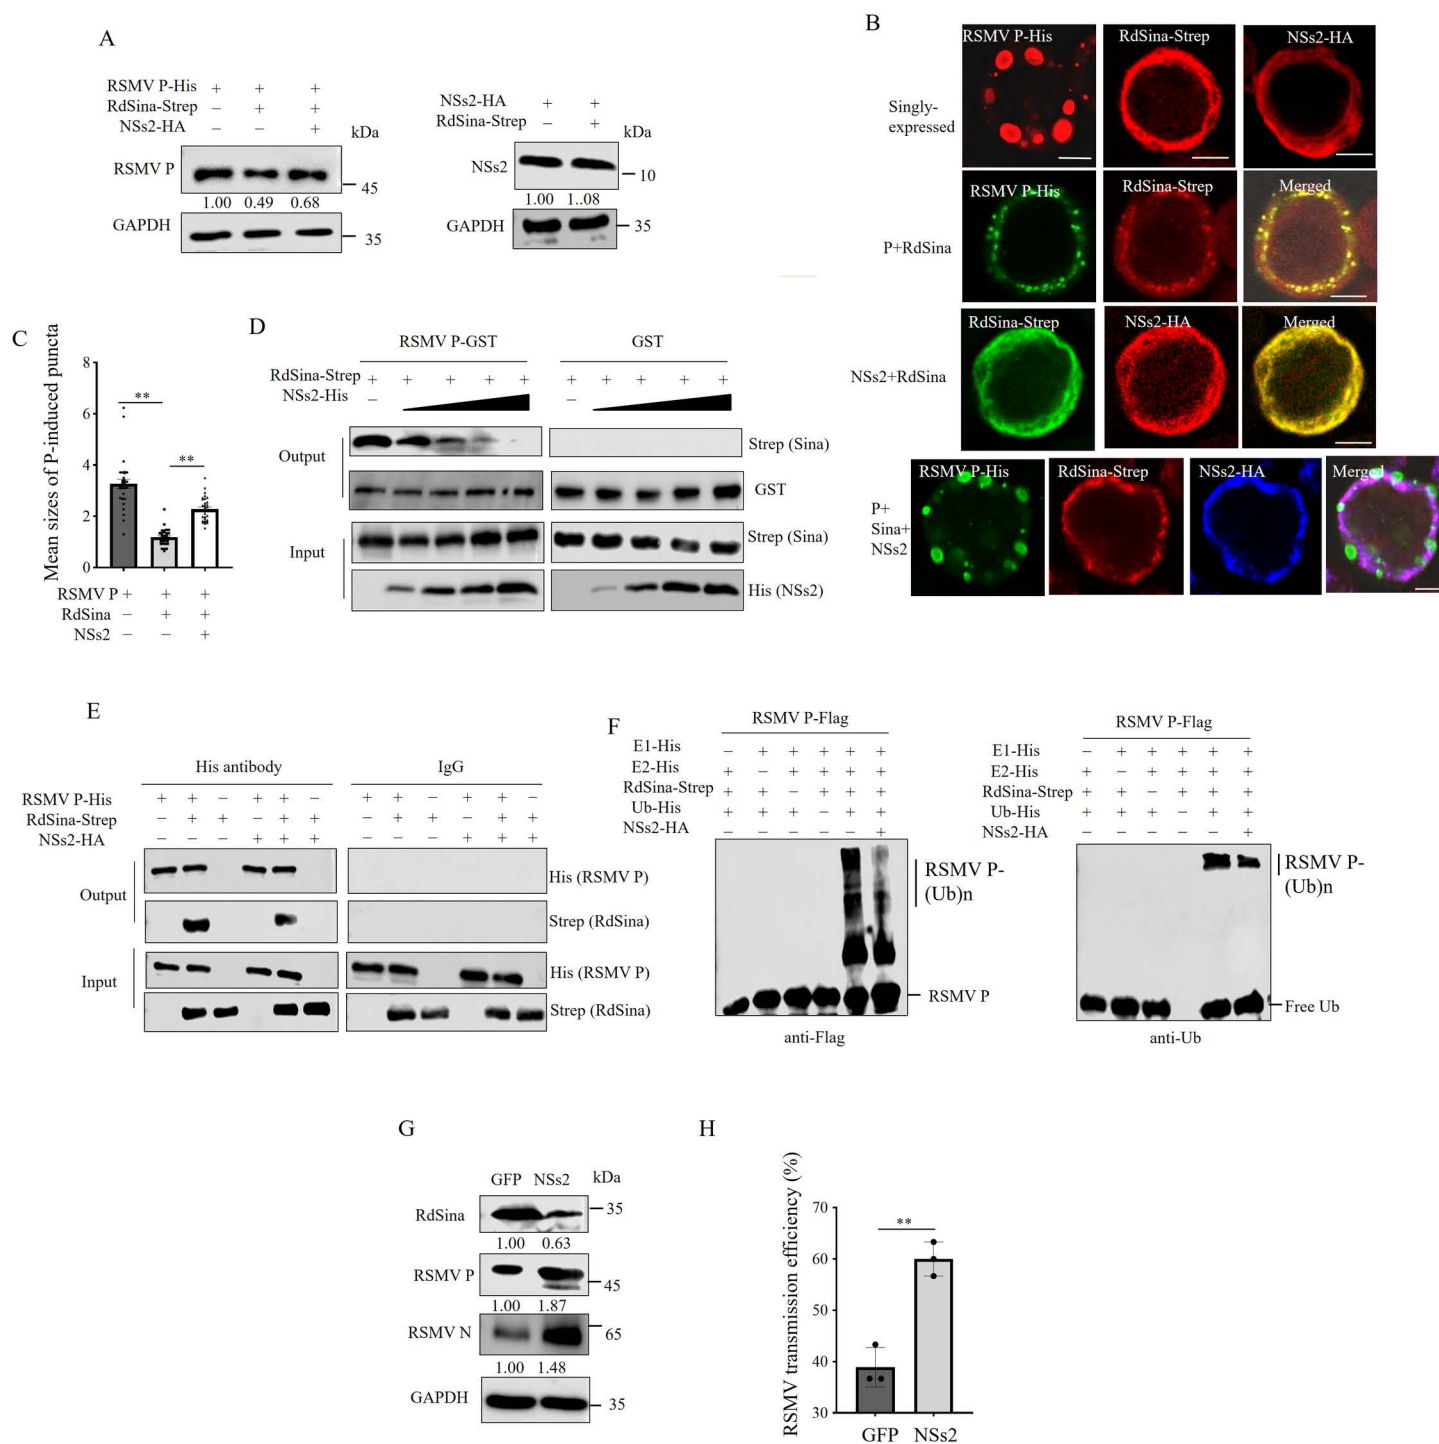 A
RSMV P-His + + +
RdSina-Strep – + +
NSs2-HA – – +
kDa
RSMV P
45
1.00 0.49 0.68
GAPDH
35
NSs2-HA + +
RdSina-Strep – +
kDa
NSs2
10
1.00 1..08
GAPDH
35
B
RSMV P-His RdSina-Strep NSs2-HA
Singly-
expressed
RSMV P-His RdSina-Strep Merged
P+RdSina
RdSina-Strep NSs2-HA Merged
NSs2+RdSina
RSMV P-His RdSina-Strep NSs2-HA Merged
P+
Sina+
NSs2
C
Mean sizes of P-induced puncta
8
6
4
2
0
**
**
RSMV P + + +
RdSina – + +
NSs2 – – +
D
RSMV P-GST GST
RdSina-Strep + + + + + + + + + +
NSs2-His – –
Output
Strep (Sina)
GST
Input
Strep (Sina)
His (NSs2)
E
His antibody IgG
RSMV P-His + + – + + – + + – + + –
RdSina-Strep – + + – + + – + + – + +
NSs2-HA – – – + + + – – – + + +
Output
His (RSMV P)
Strep (RdSina)
Input
His (RSMV P)
Strep (RdSina)
F
RSMV P-Flag
E1-His – + + + + +
E2-His + – + + + +
RdSina-Strep + + – + + +
Ub-His + + + – + +
NSs2-HA – – – – – +
RSMV P-
(Ub)n
RSMV P
anti-Flag
RSMV P-Flag
E1-His – + + + + +
E2-His + – + + + +
RdSina-Strep + + – + + +
Ub-His + + + – + +
NSs2-HA – – – – – +
RSMV P-
(Ub)n
Free Ub
anti-Ub
G
GFP NSs2 kDa
RdSina
35
1.00 0.63
RSMV P
45
1.00 1.87
RSMV N
65
1.00 1.48
GAPDH
35
H
RSMV transmission efficiency (%)
70
60
50
40
30
**
GFP NSs2